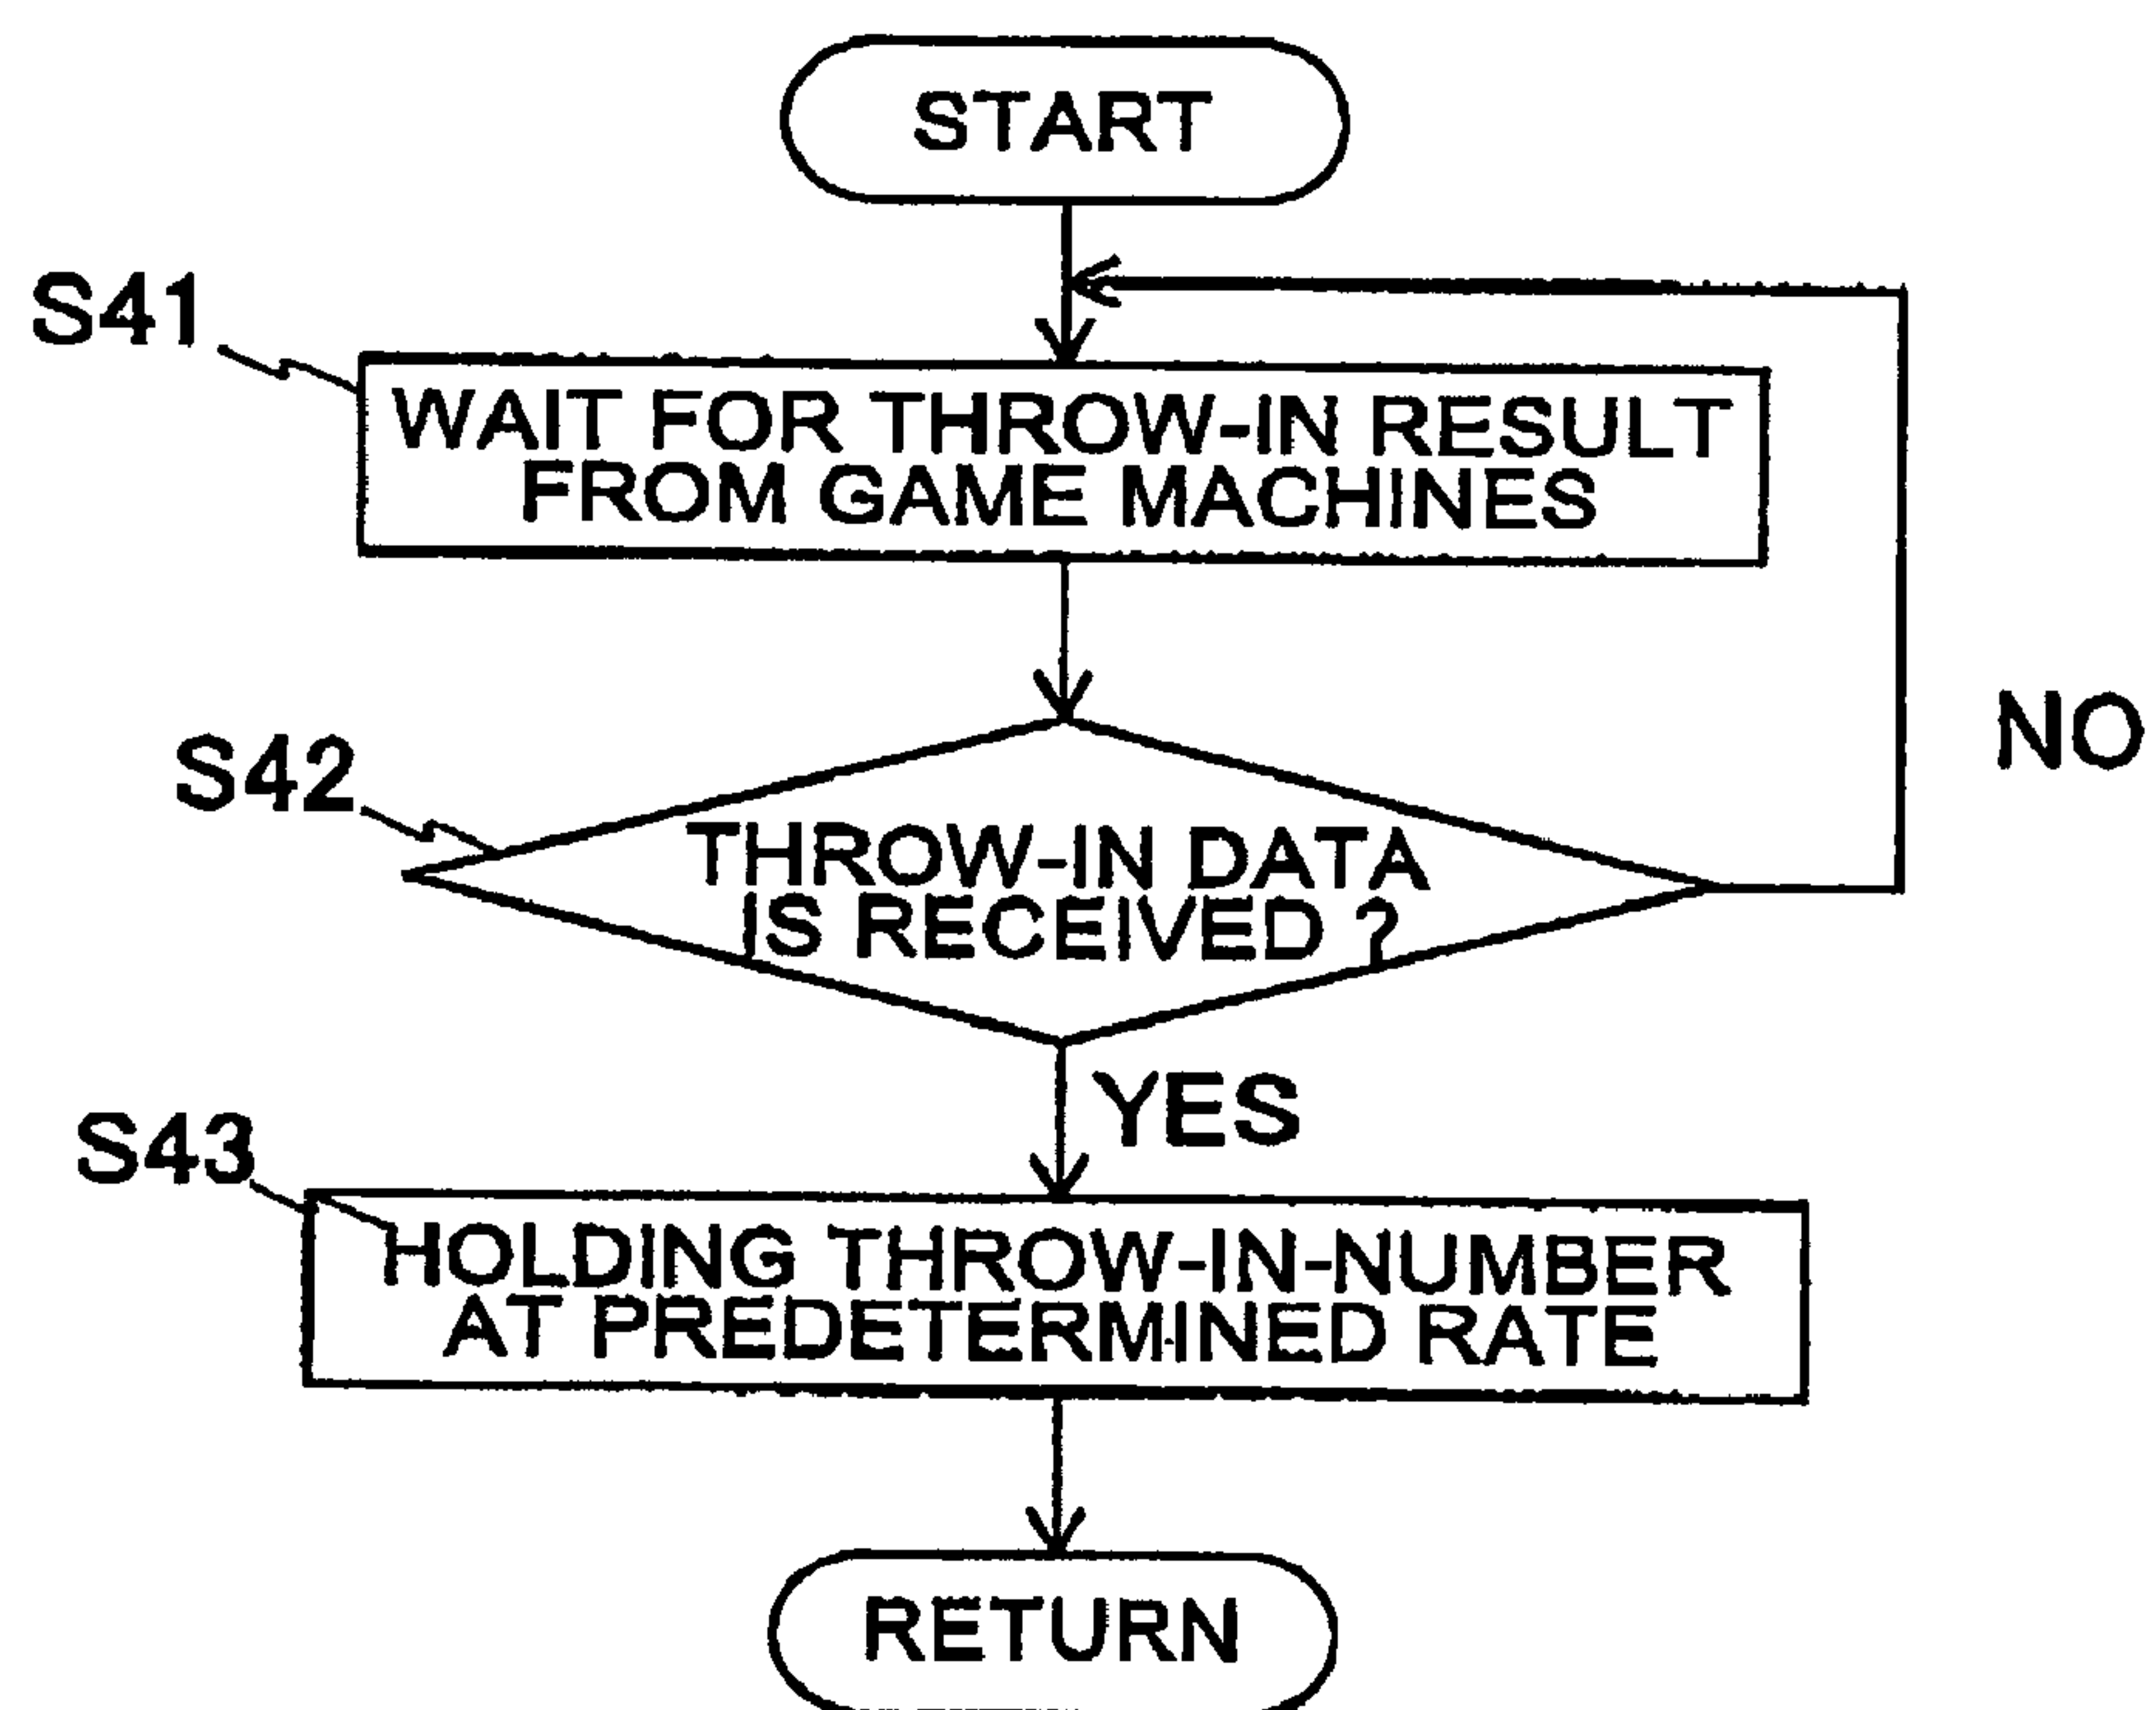 START
S41
WAIT FOR THROW-IN RESULT
FROM GAME MACHINES
NO
S42
THROW-IN DATA
IS RECEIVED ?
YES
S43
HOLDING THROW-IN-NUMBER
AT PREDETERMINED RATE
RETURN